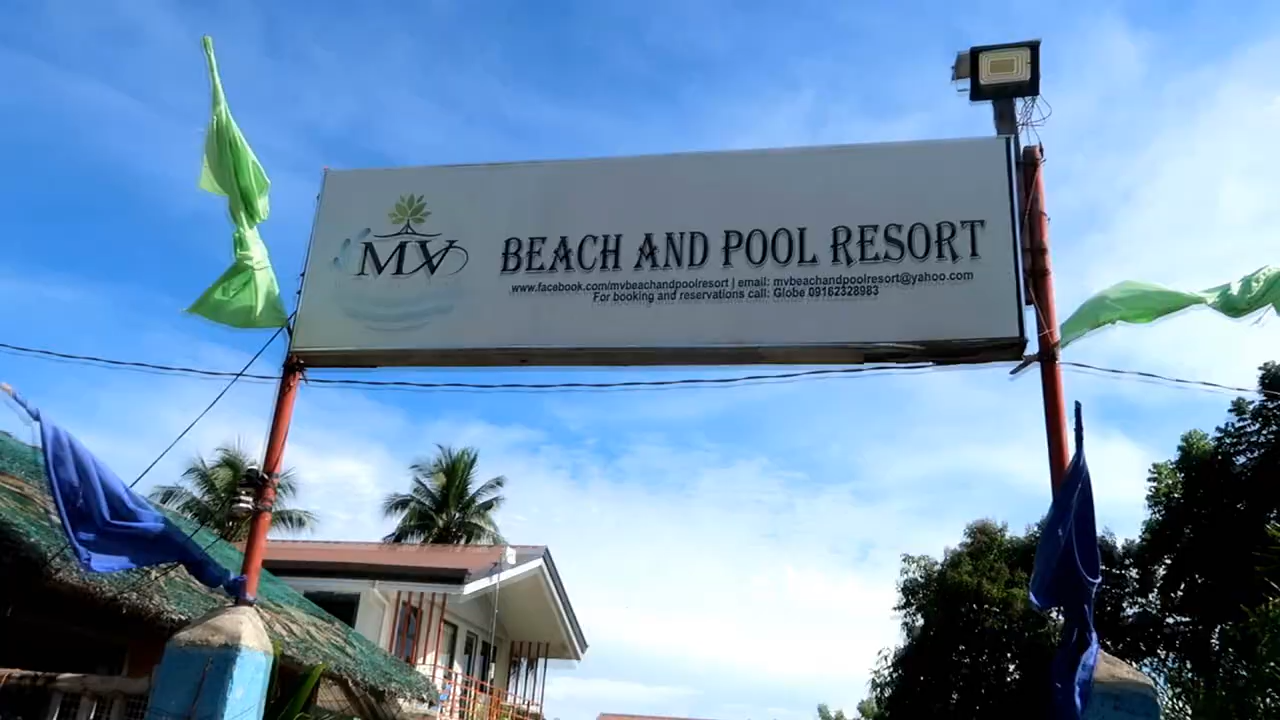 MV BEACH AND POOL RESORT
www.facebook.com/mvbeachandpoolresort | email: mvbeachandpoolresort@yahoo.com
For booking and reservations call: Globe 09162328983